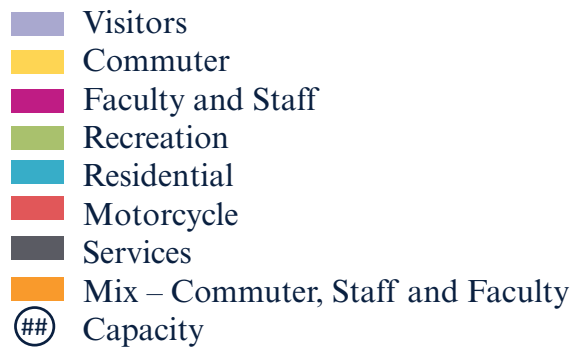 Visitors
Commuter
Faculty and Staff
Recreation
Residential
Motorcycle
Services
Mix – Commuter, Staff and Faculty
## Capacity